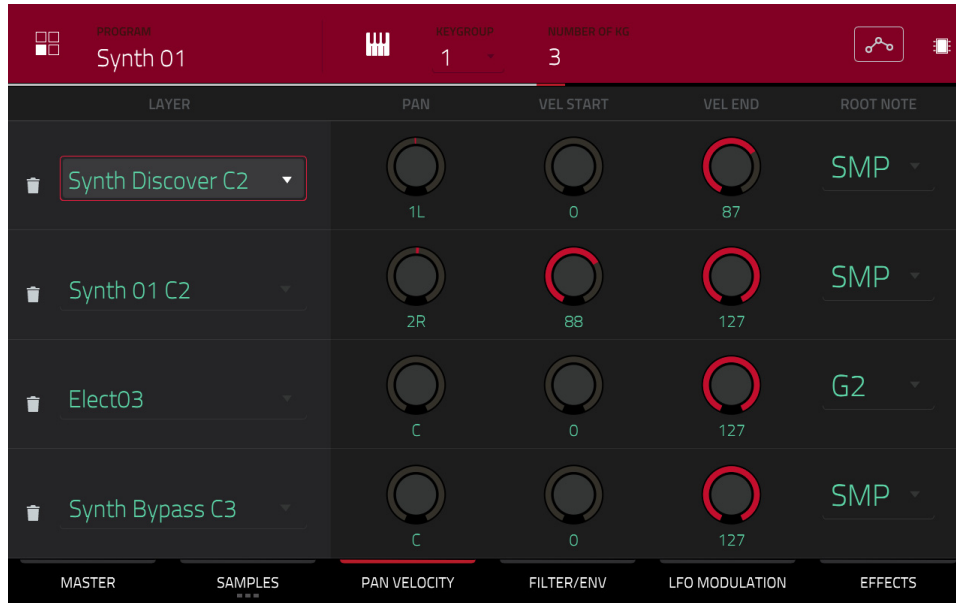 PROGRAM KEYGROUP NUMBER OF KG
Synth 01 1 3
LAYER PAN VEL START VEL END ROOT NOTE
Synth Discover C2 1L 0 87 SMP
Synth 01 C2 2R 88 127 SMP
Elect03 C 0 127 G2
Synth Bypass C3 C 0 127 SMP
MASTER SAMPLES PAN VELOCITY FILTER/ENV LFO MODULATION EFFECTS